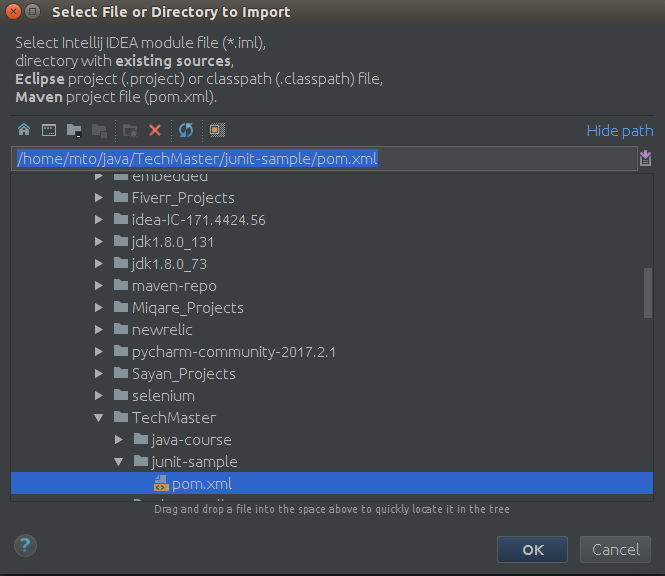 Select File or Directory to Import
Select Intellij IDEA module file (*.iml),
directory with existing sources,
Eclipse project (.project) or classpath (.classpath) file,
Maven project file (pom.xml).
Hide path
/home/mto/java/TechMaster/junit-sample/pom.xml
embedded
Fiverr_Projects
idea-IC-171.4424.56
jdk1.8.0_131
jdk1.8.0_73
maven-repo
Miqare_Projects
newrelic
pycharm-community-2017.2.1
Sayan_Projects
selenium
TechMaster
java-course
junit-sample
pom.xml
Drag and drop a file into the space above to quickly locate it in the tree
?
OK
Cancel